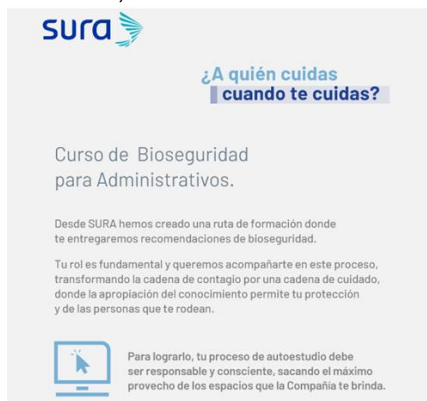 sura
¿A quién cuidas
cuando te cuidas?
Curso de Bioseguridad
para Administrativos.
Desde SURA hemos creado una ruta de formación donde
te entregaremos recomendaciones de bioseguridad.
Tu rol es fundamental y queremos acompañarte en este proceso,
transformando la cadena de contagio por una cadena de cuidado,
donde la apropiación del conocimiento permite tu protección
y de las personas que te rodean.
Para lograrlo, tu proceso de autoestudio debe
ser responsable y consciente, sacando el máximo
provecho de los espacios que la Compañía te brinda.